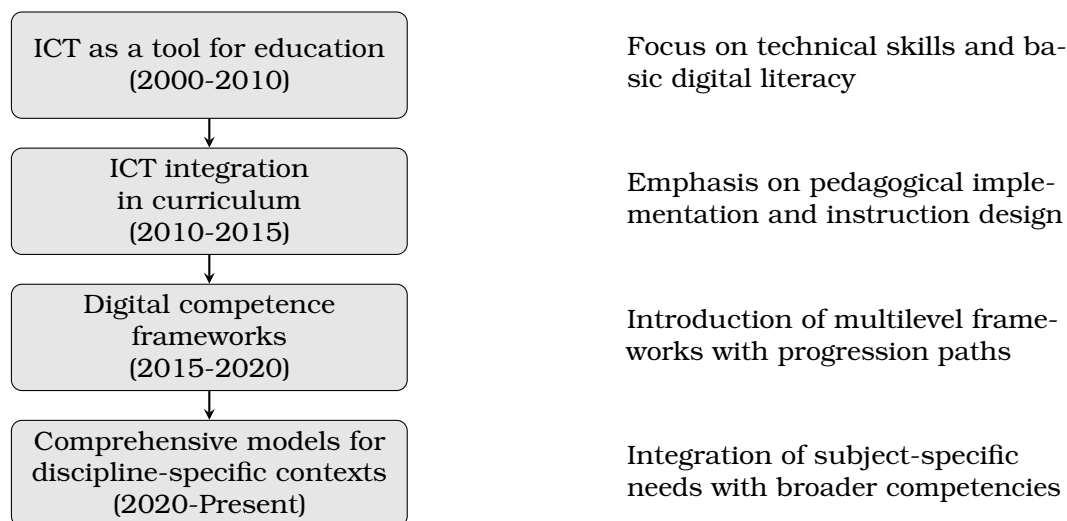 ICT as a tool for education
(2000-2010)
Focus on technical skills and ba-
sic digital literacy
ICT integration
in curriculum
(2010-2015)
Emphasis on pedagogical imple-
mentation and instruction design
Digital competence
frameworks
(2015-2020)
Introduction of multilevel frame-
works with progression paths
Comprehensive models for
discipline-specific contexts
(2020-Present)
Integration of subject-specific
needs with broader competencies